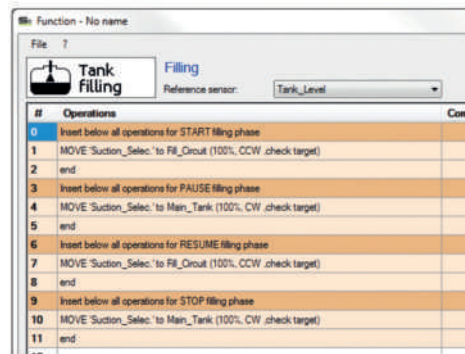 Function - No name
File ?
Tank
filling
Filling
Reference sensor: Tank_Level
# Operations Com
0 Insert below all operations for START filling phase
1 MOVE 'Suction_Selec.' to Fill_Circuit (100%, CCW ,check target)
2 end
3 Insert below all operations for PAUSE filling phase
4 MOVE 'Suction_Selec.' to Main_Tank (100%, CW ,check target)
5 end
6 Insert below all operations for RESUME filling phase
7 MOVE 'Suction_Selec.' to Fill_Circuit (100%, CCW ,check target)
8 end
9 Insert below all operations for STOP filling phase
10 MOVE 'Suction_Selec.' to Main_Tank (100%, CW ,check target)
11 end